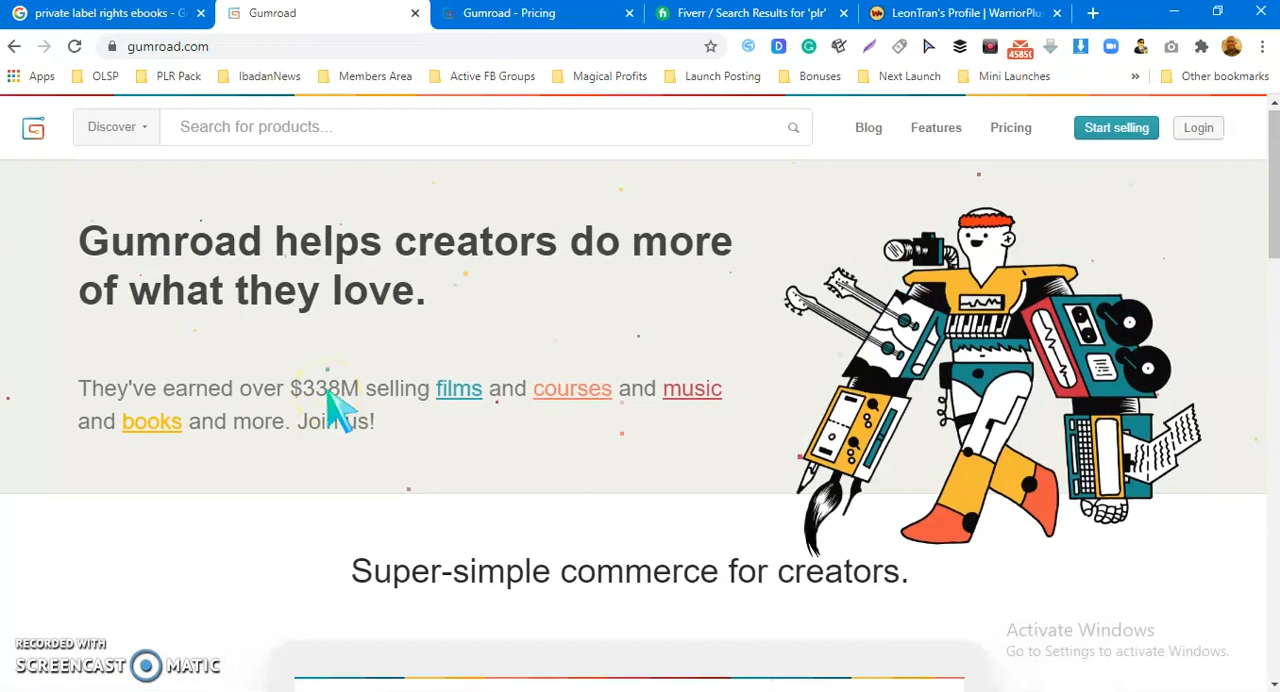 private label rights ebooks - G
Gumroad
Gumroad - Pricing
Fiverr / Search Results for 'plr'
LeonTran's Profile | WarriorPlus
gumroad.com
4580
Apps
OLSP
PLR Pack
IbadanNews
Members Area
Active FB Groups
Magical Profits
Launch Posting
Bonuses
Next Launch
Mini Launches
»
Other bookmarks
Discover
Search for products...
Blog
Features
Pricing
Start selling
Login
Gumroad helps creators do more
of what they love.
They've earned over $338M selling films and courses and music
and books and more. Join us!
Super-simple commerce for creators.
Activate Windows
Go to Settings to activate Windows.
RECORDED WITH
SCREENCAST MATIC